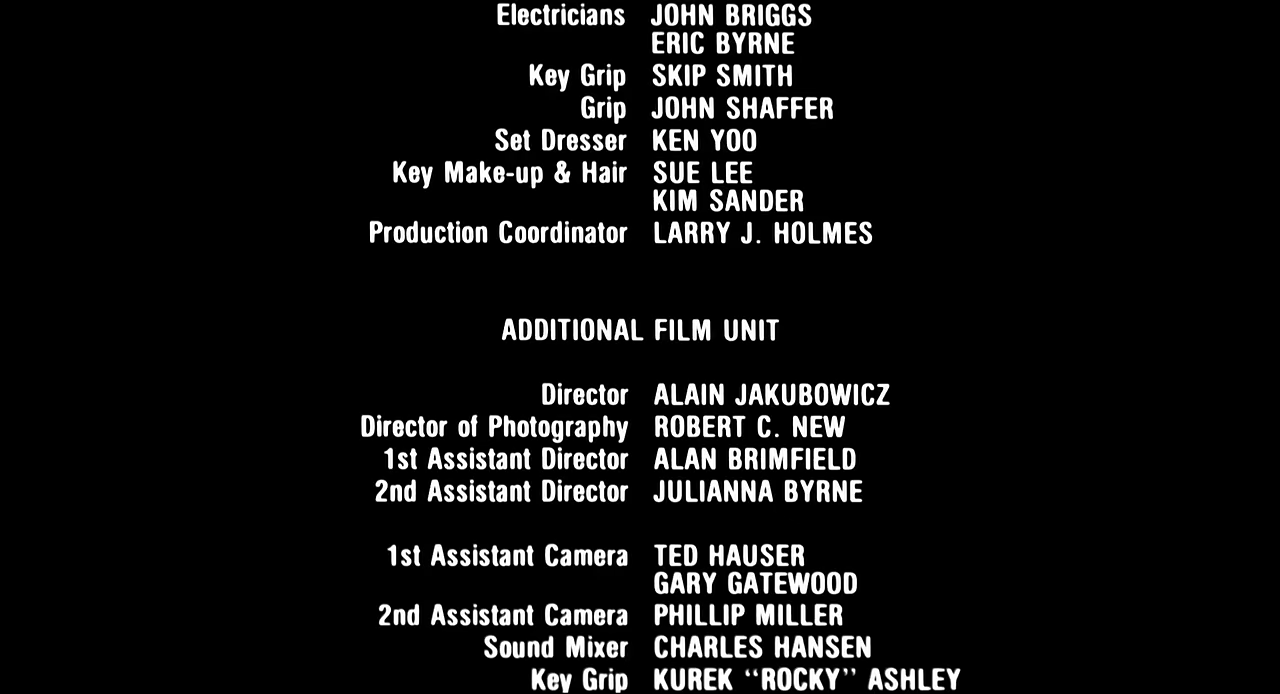 Electricians JOHN BRIGGS
ERIC BYRNE
Key Grip SKIP SMITH
Grip JOHN SHAFFER
Set Dresser KEN YOO
Key Make-up & Hair SUE LEE
KIM SANDER
Production Coordinator LARRY J. HOLMES
ADDITIONAL FILM UNIT
Director ALAIN JAKUBOWICZ
Director of Photography ROBERT C. NEW
1st Assistant Director ALAN BRIMFIELD
2nd Assistant Director JULIANNA BYRNE
1st Assistant Camera TED HAUSER
GARY GATEWOOD
2nd Assistant Camera PHILLIP MILLER
Sound Mixer CHARLES HANSEN
Key Grip KUREK “ROCKY” ASHLEY